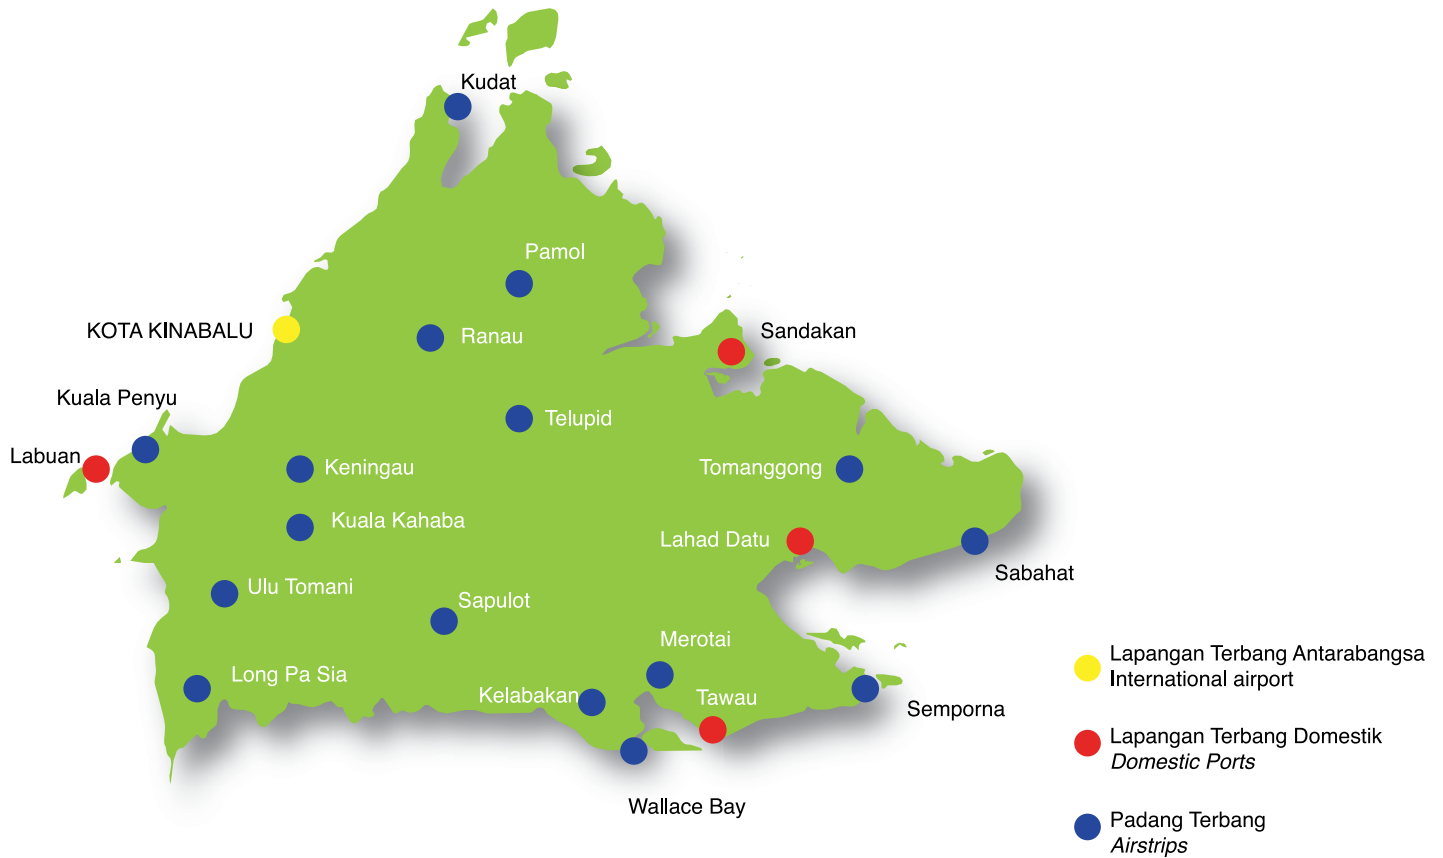 Kudat
Pamol
KOTA KINABALU
Ranau
Sandakan
Kuala Penyu
Telupid
Labuan
Keningau
Tomanggong
Kuala Kahaba
Lahad Datu
Sabahat
Ulu Tomani
Sapulot
Merotai
Long Pa Sia
Kelabakan
Tawau
Semporna
Wallace Bay
Lapangan Terbang Antarabangsa
International airport
Lapangan Terbang Domestik
Domestic Ports
Padang Terbang
Airstrips